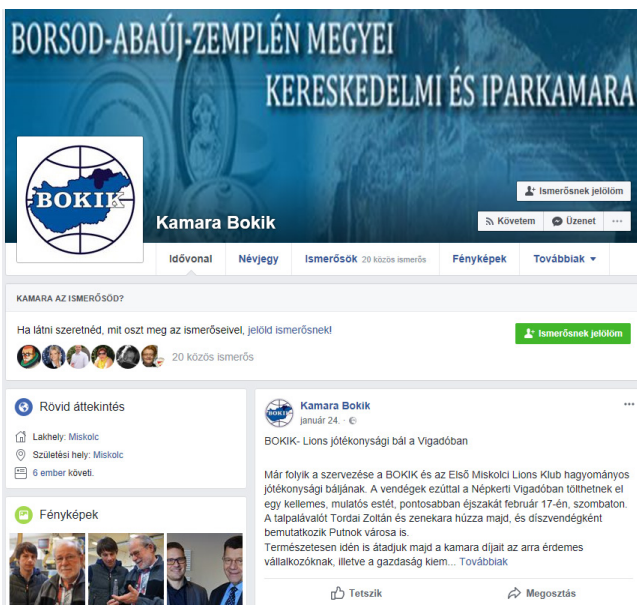 BORSOD-ABAÚJ-ZEMPLÉN MEGYEI
KERESKEDELMI ÉS IPARKAMARA
BOKIK
Kamara Bokik
Ismerősnek jelölöm
Követem
Üzenet
Idővonal
Névjegy
Ismerősök 20 közös ismerős
Fényképek
Továbbiak
KAMARA AZ ISMERŐSÖD?
Ha látni szeretnéd, mit oszt meg az ismerőseivel, jelöld ismerősnek!
Ismerősnek jelölöm
20 közös ismerős
Rövid áttekintés
Lakhely: Miskolc
Születési hely: Miskolc
6 ember követi.
Fényképek
BOKIK
Kamara Bokik
január 24. ·
BOKIK- Lions jótékonysági bál a Vigadóban
Már folyik a szervezése a BOKIK és az Első Miskolci Lions Klub hagyományos
jótékonysági báljának. A vendégek ezúttal a Népkerti Vigadóban tölthetnek el
egy kellemes, mulatós estét, pontosabban éjszakát február 17-én, szombaton.
A talpalávalót Tordai Zoltán és zenekara húzza majd, és díszvendégként
bemutatkozik Putnok városa is.
Természetesen idén is átadjuk majd a kamara díjait az arra érdemes
vállalkozóknak, illetve a gazdaság kiem... Továbbiak
Tetszik
Megosztás